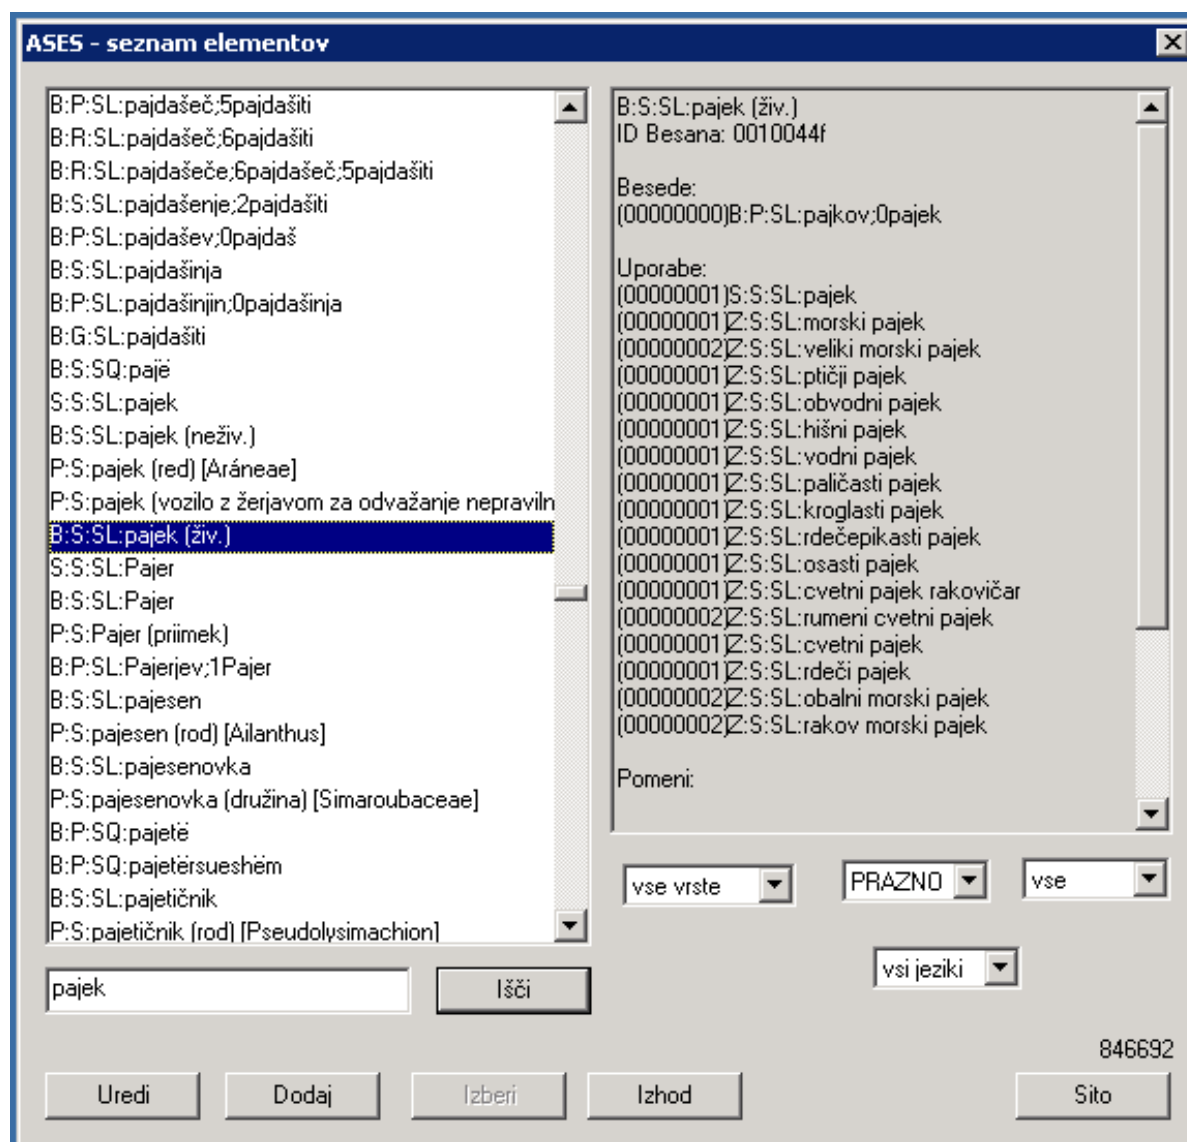 ASES - seznam elementov
B:P:SL:pajdašeč;5pajdašiti
B:R:SL:pajdašeč;6pajdašiti
B:R:SL:pajdašeče;6pajdašeč;5pajdašiti
B:S:SL:pajdašenje;2pajdašiti
B:P:SL:pajdašev;0pajdaš
B:S:SL:pajdašinja
B:P:SL:pajdašinjin;0pajdašinja
B:G:SL:pajdašiti
B:S:SQ:pajë
S:S:SL:pajek
B:S:SL:pajek (neživ.)
P:S:pajek (red) [Aráneae]
P:S:pajek (vozilo z žerjavom za odvažanje nepraviln
B:S:SL:pajek (živ.)
S:S:SL:Pajer
B:S:SL:Pajer
P:S:Pajer (priimek)
B:P:SL:Pajerjev;1Pajer
B:S:SL:pajesen
P:S:pajesen (rod) [Ailanthus]
B:S:SL:pajesenovka
P:S:pajesenovka (družina) [Simaroubaceae]
B:P:SQ:pajetë
B:P:SQ:pajetërsueshëm
B:S:SL:pajetičnik
P:S:pajetičnik (rod) [Pseudolysimachion]
B:S:SL:pajek (živ.)
ID Besana: 0010044f
Besede:
(00000000)B:P:SL:pajkov;0pajek
Uporabe:
(00000001)S:S:SL:pajek
(00000001)Z:S:SL:morski pajek
(00000002)Z:S:SL:veliki morski pajek
(00000001)Z:S:SL:ptičji pajek
(00000001)Z:S:SL:obvodni pajek
(00000001)Z:S:SL:hišni pajek
(00000001)Z:S:SL:vodni pajek
(00000001)Z:S:SL:paličasti pajek
(00000001)Z:S:SL:kroglasti pajek
(00000001)Z:S:SL:rdečepikasti pajek
(00000001)Z:S:SL:osasti pajek
(00000001)Z:S:SL:cvetni pajek rakovičar
(00000002)Z:S:SL:rumeni cvetni pajek
(00000001)Z:S:SL:cvetni pajek
(00000001)Z:S:SL:rdeči pajek
(00000002)Z:S:SL:obalni morski pajek
(00000002)Z:S:SL:rakov morski pajek
Pomeni:
vse vrste
PRAZNO
vse
vsi jeziki
pajek
Išči
846692
Uredi
Dodaj
Izberi
Izhod
Sito